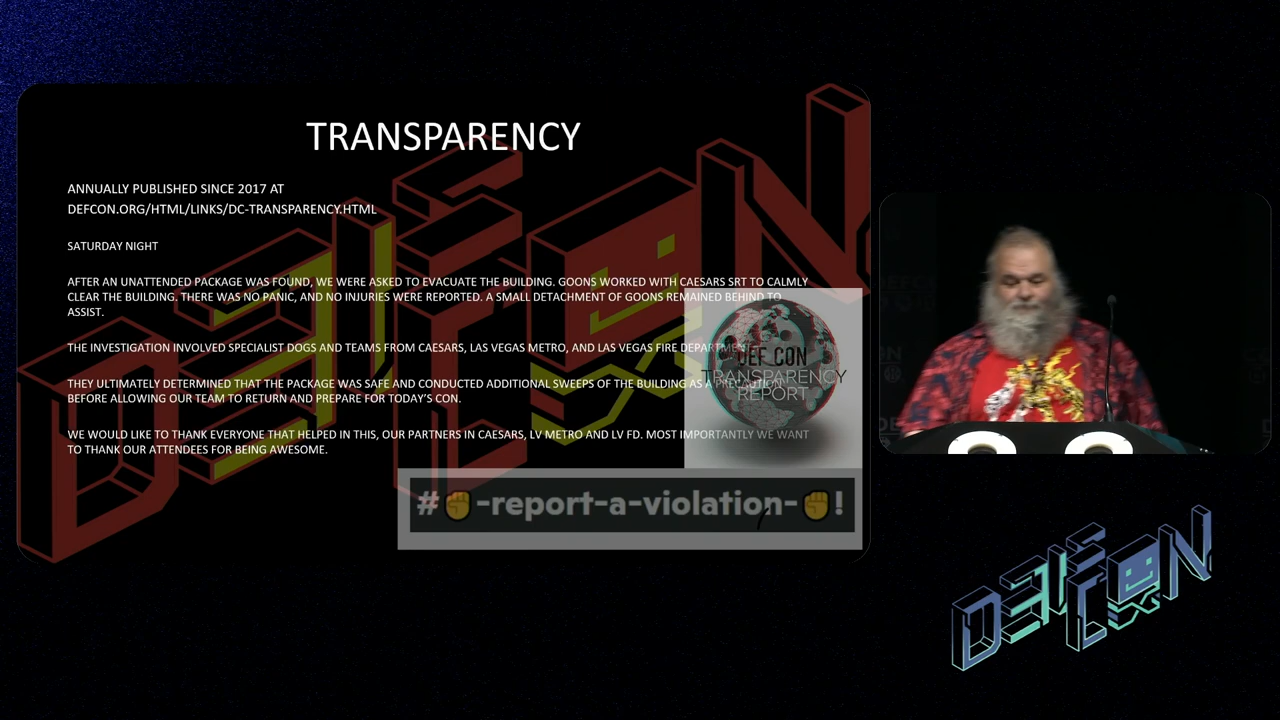 TRANSPARENCY
ANNUALLY PUBLISHED SINCE 2017 AT
DEFCON.ORG/HTML/LINKS/DC-TRANSPARENCY.HTML
SATURDAY NIGHT
AFTER AN UNATTENDED PACKAGE WAS FOUND, WE WERE ASKED TO EVACUATE THE BUILDING. GOONS WORKED WITH CAESARS SRT TO CALMLY
CLEAR THE BUILDING. THERE WAS NO PANIC, AND NO INJURIES WERE REPORTED. A SMALL DETACHMENT OF GOONS REMAINED BEHIND TO
ASSIST.
THE INVESTIGATION INVOLVED SPECIALIST DOGS AND TEAMS FROM CAESARS, LAS VEGAS METRO, AND LAS VEGAS FIRE DEPARTMENT.
THEY ULTIMATELY DETERMINED THAT THE PACKAGE WAS SAFE AND CONDUCTED ADDITIONAL SWEEPS OF THE BUILDING AS A PRECAUTION
BEFORE ALLOWING OUR TEAM TO RETURN AND PREPARE FOR TODAY'S CON.
WE WOULD LIKE TO THANK EVERYONE THAT HELPED IN THIS, OUR PARTNERS IN CAESARS, LV METRO AND LV FD. MOST IMPORTANTLY WE WANT
TO THANK OUR ATTENDEES FOR BEING AWESOME.
DEF CON
TRANSPARENCY
REPORT
#✊-report-a-violation-✊!
DEF CON
DEF CON